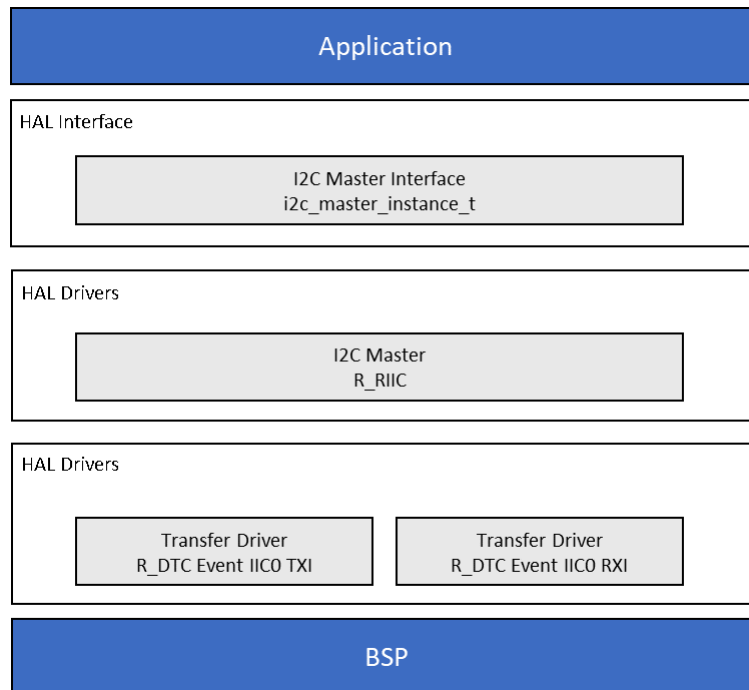 Application
HAL Interface
I2C Master Interface
i2c_master_instance_t
HAL Drivers
I2C Master
R_RIIC
HAL Drivers
Transfer Driver
R_DTC Event IIC0 TXI
Transfer Driver
R_DTC Event IIC0 RXI
BSP